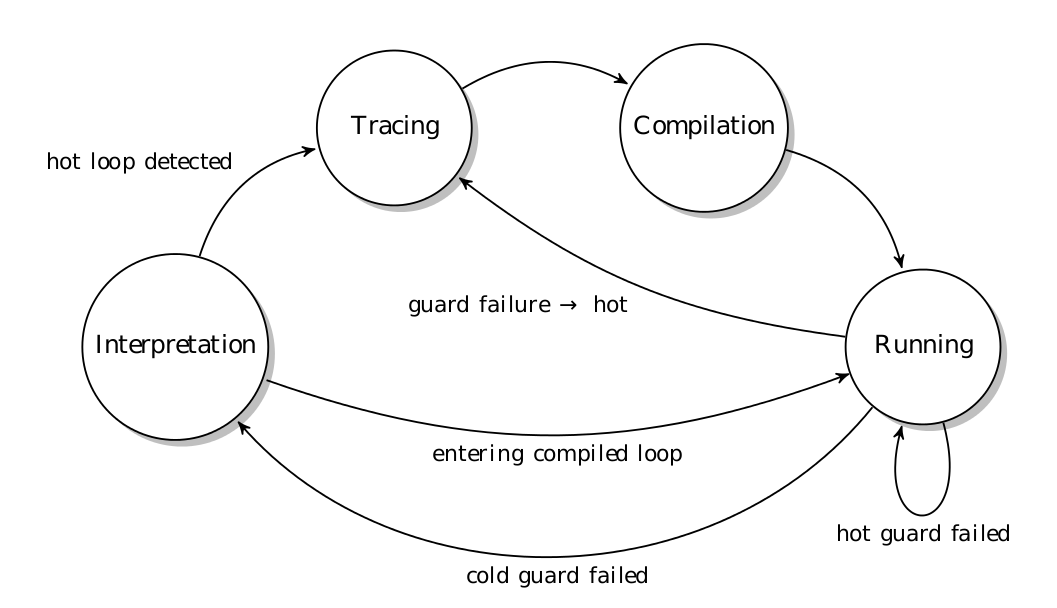 Tracing
Compilation
hot loop detected
guard failure → hot
Interpretation
Running
entering compiled loop
hot guard failed
cold guard failed